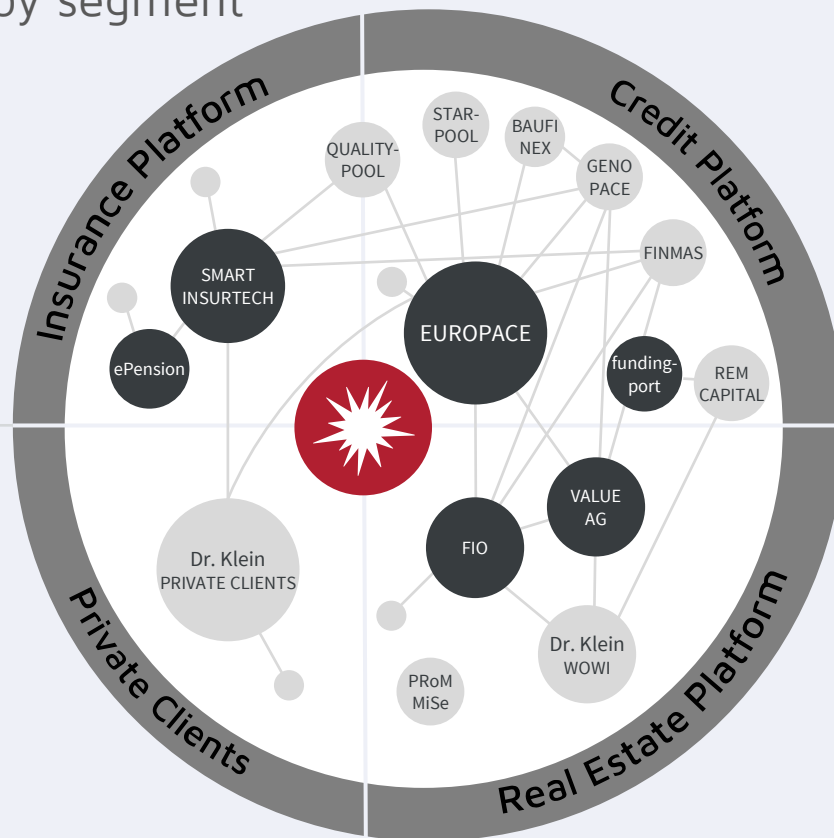 by segment
Insurance Platform
Credit Platform
STAR-
POOL
BAUFI
NEX
QUALITY-
POOL
GENO
PACE
FINMAS
SMART
INSURTECH
EUROPACE
ePension
funding-
port
REM
CAPITAL
VALUE
AG
FIO
Dr. Klein
PRIVATE CLIENTS
Dr. Klein
WOWI
PRoM
MiSe
Private Clients
Real Estate Platform